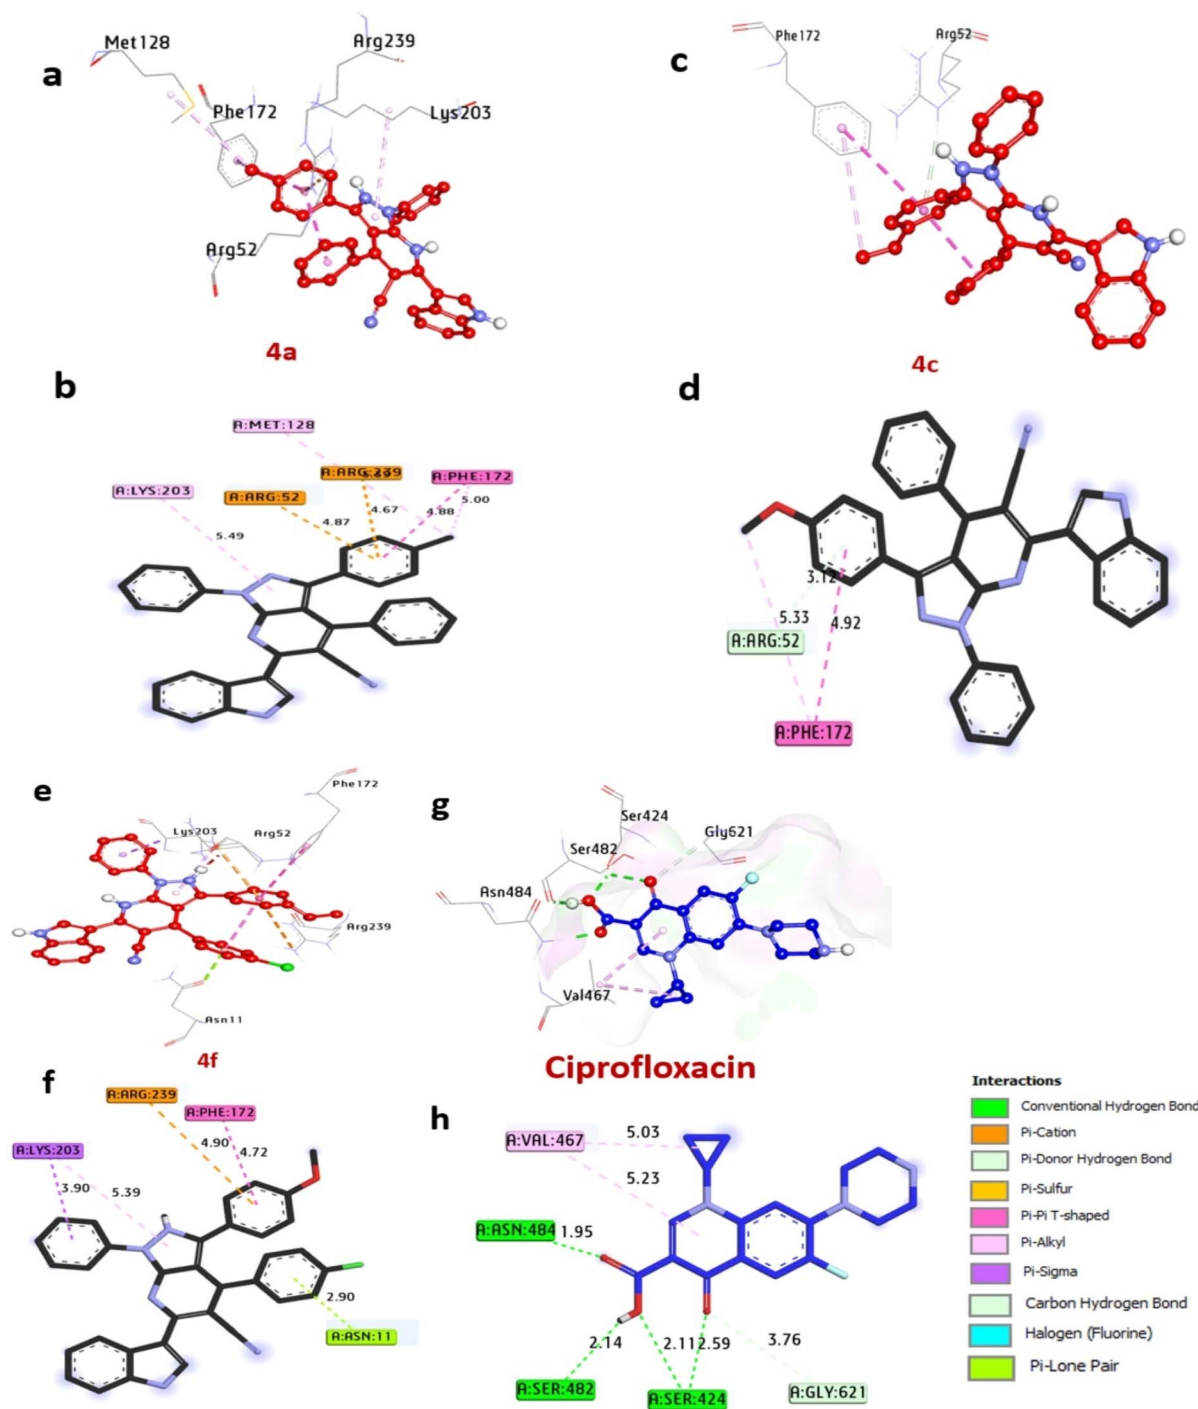 a
Met128
Arg239
Phe172
Lys203
Arg52
4a
c
Phe172
Arg52
4c
b
A:MET:128
A:ARG:239
A:PHE:172
A:LYS:203
A:ARG:52
5.00
4.67
4.88
4.87
5.49
d
3.12
5.33
4.92
A:ARG:52
A:PHE:172
e
Phe172
Lys203
Arg52
Arg239
Asn11
4f
g
Ser424
Gly621
Ser482
Asn484
Val467
Ciprofloxacin
f
A:ARG:239
A:PHE:172
4.90
4.72
A:LYS:203
3.90
5.39
2.90
A:ASN:11
h
A:VAL:467
5.03
5.23
A:ASN:484
1.95
2.14
2.11
2.59
3.76
A:SER:482
A:SER:424
A:GLY:621
Interactions
Conventional Hydrogen Bond
Pi-Cation
Pi-Donor Hydrogen Bond
Pi-Sulfur
Pi-Pi T-shaped
Pi-Alkyl
Pi-Sigma
Carbon Hydrogen Bond
Halogen (Fluorine)
Pi-Lone Pair